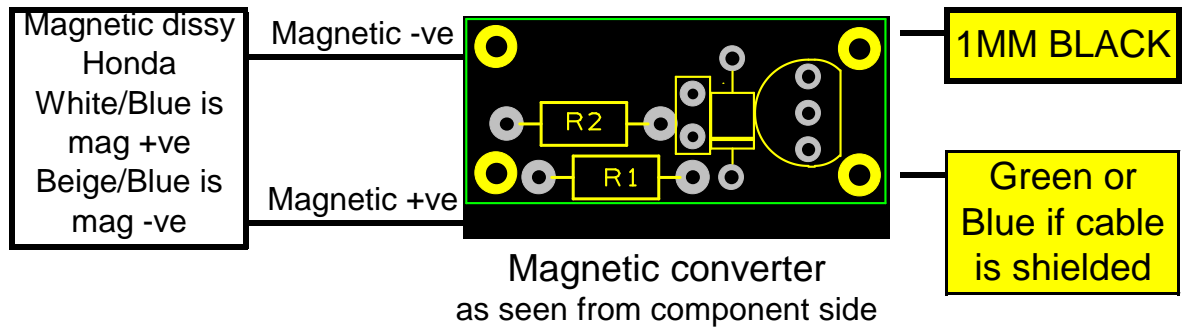 Magnetic dissy
Honda
White/Blue is
mag +ve
Beige/Blue is
mag -ve
Magnetic -ve
Magnetic +ve
R2
R1
1MM BLACK
Green or
Blue if cable
is shielded
Magnetic converter
as seen from component side